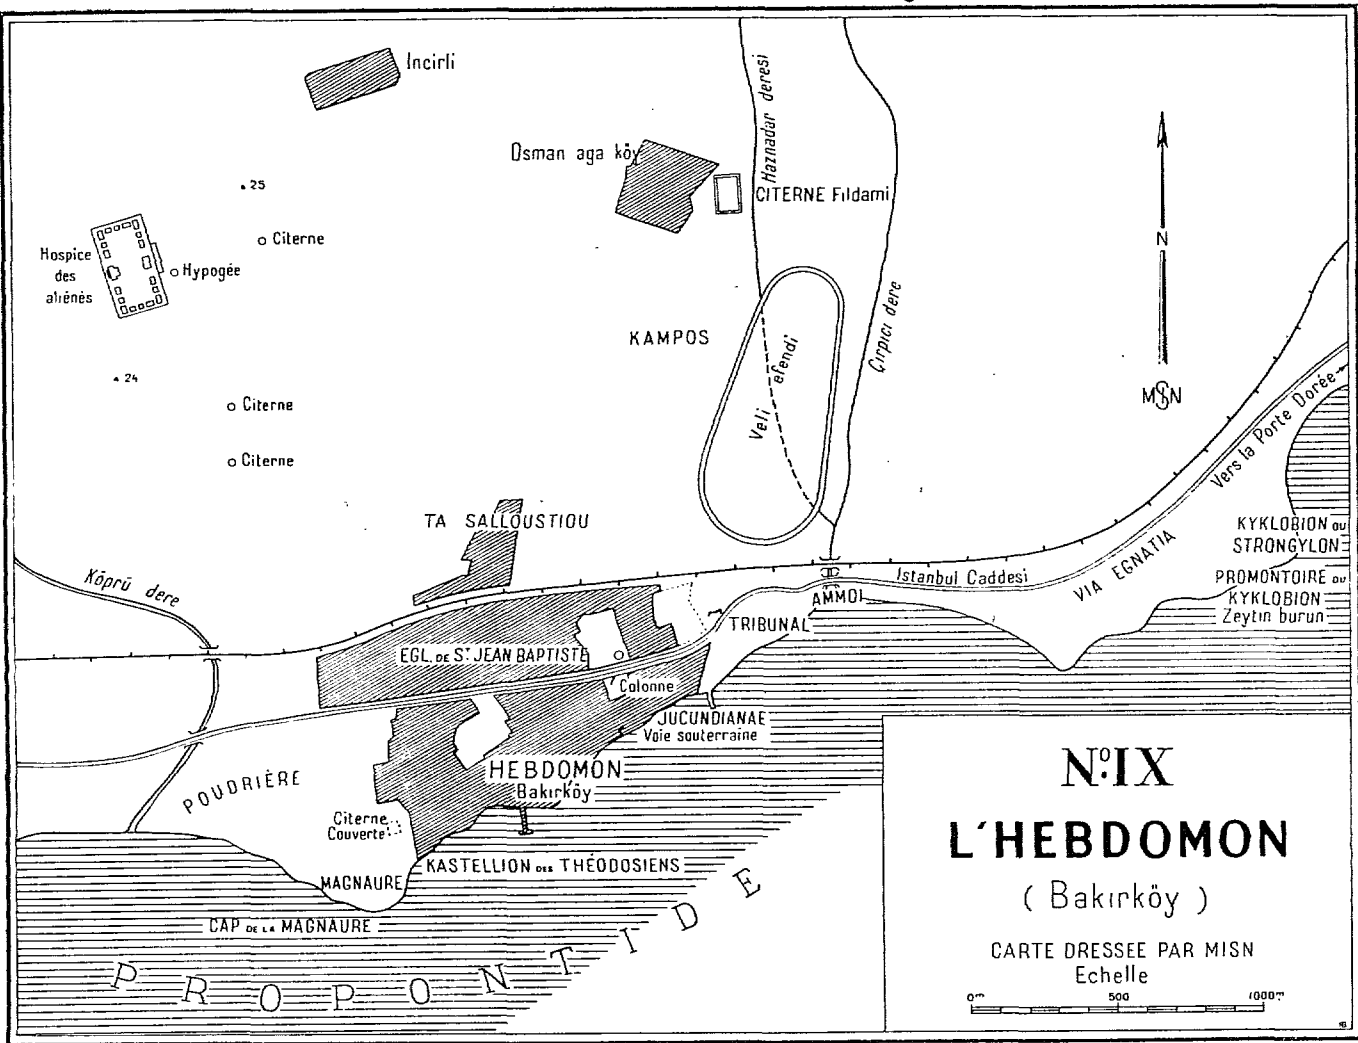 Incirli
Osman aga köy
Haznadar deresi
CITERNE Fıldami
25
Citerne
Hospice
des
aliénés
Hypogée
N
MISN
KAMPOS
Veli efendi
Çırpıcı dere
24
Citerne
Citerne
Vers la Porte Dorée
TA SALLOUSTIOU
KYKLOBION ou
STRONGYLON
Köprü dere
Istanbul Caddesi
VIA EGNATIA
PROMONTOIRE ou
KYKLOBION
Zeytin burun
AMMOI
TRIBUNAL
EGL. DE St JEAN BAPTISTE
Colonne
JUCUNDIANAE
Voie souterraine
POUDRIÈRE
HEBDOMON
Bakırköy
Citerne
Couverte
KASTELLION DES THÉODOSIENS
MAGNAURE
CAP DE LA MAGNAURE
PROPONTIDE
No: IX
L'HEBDOMON
( Bakırköy )
CARTE DRESSEE PAR MISN
Echelle
0m 500 1000m